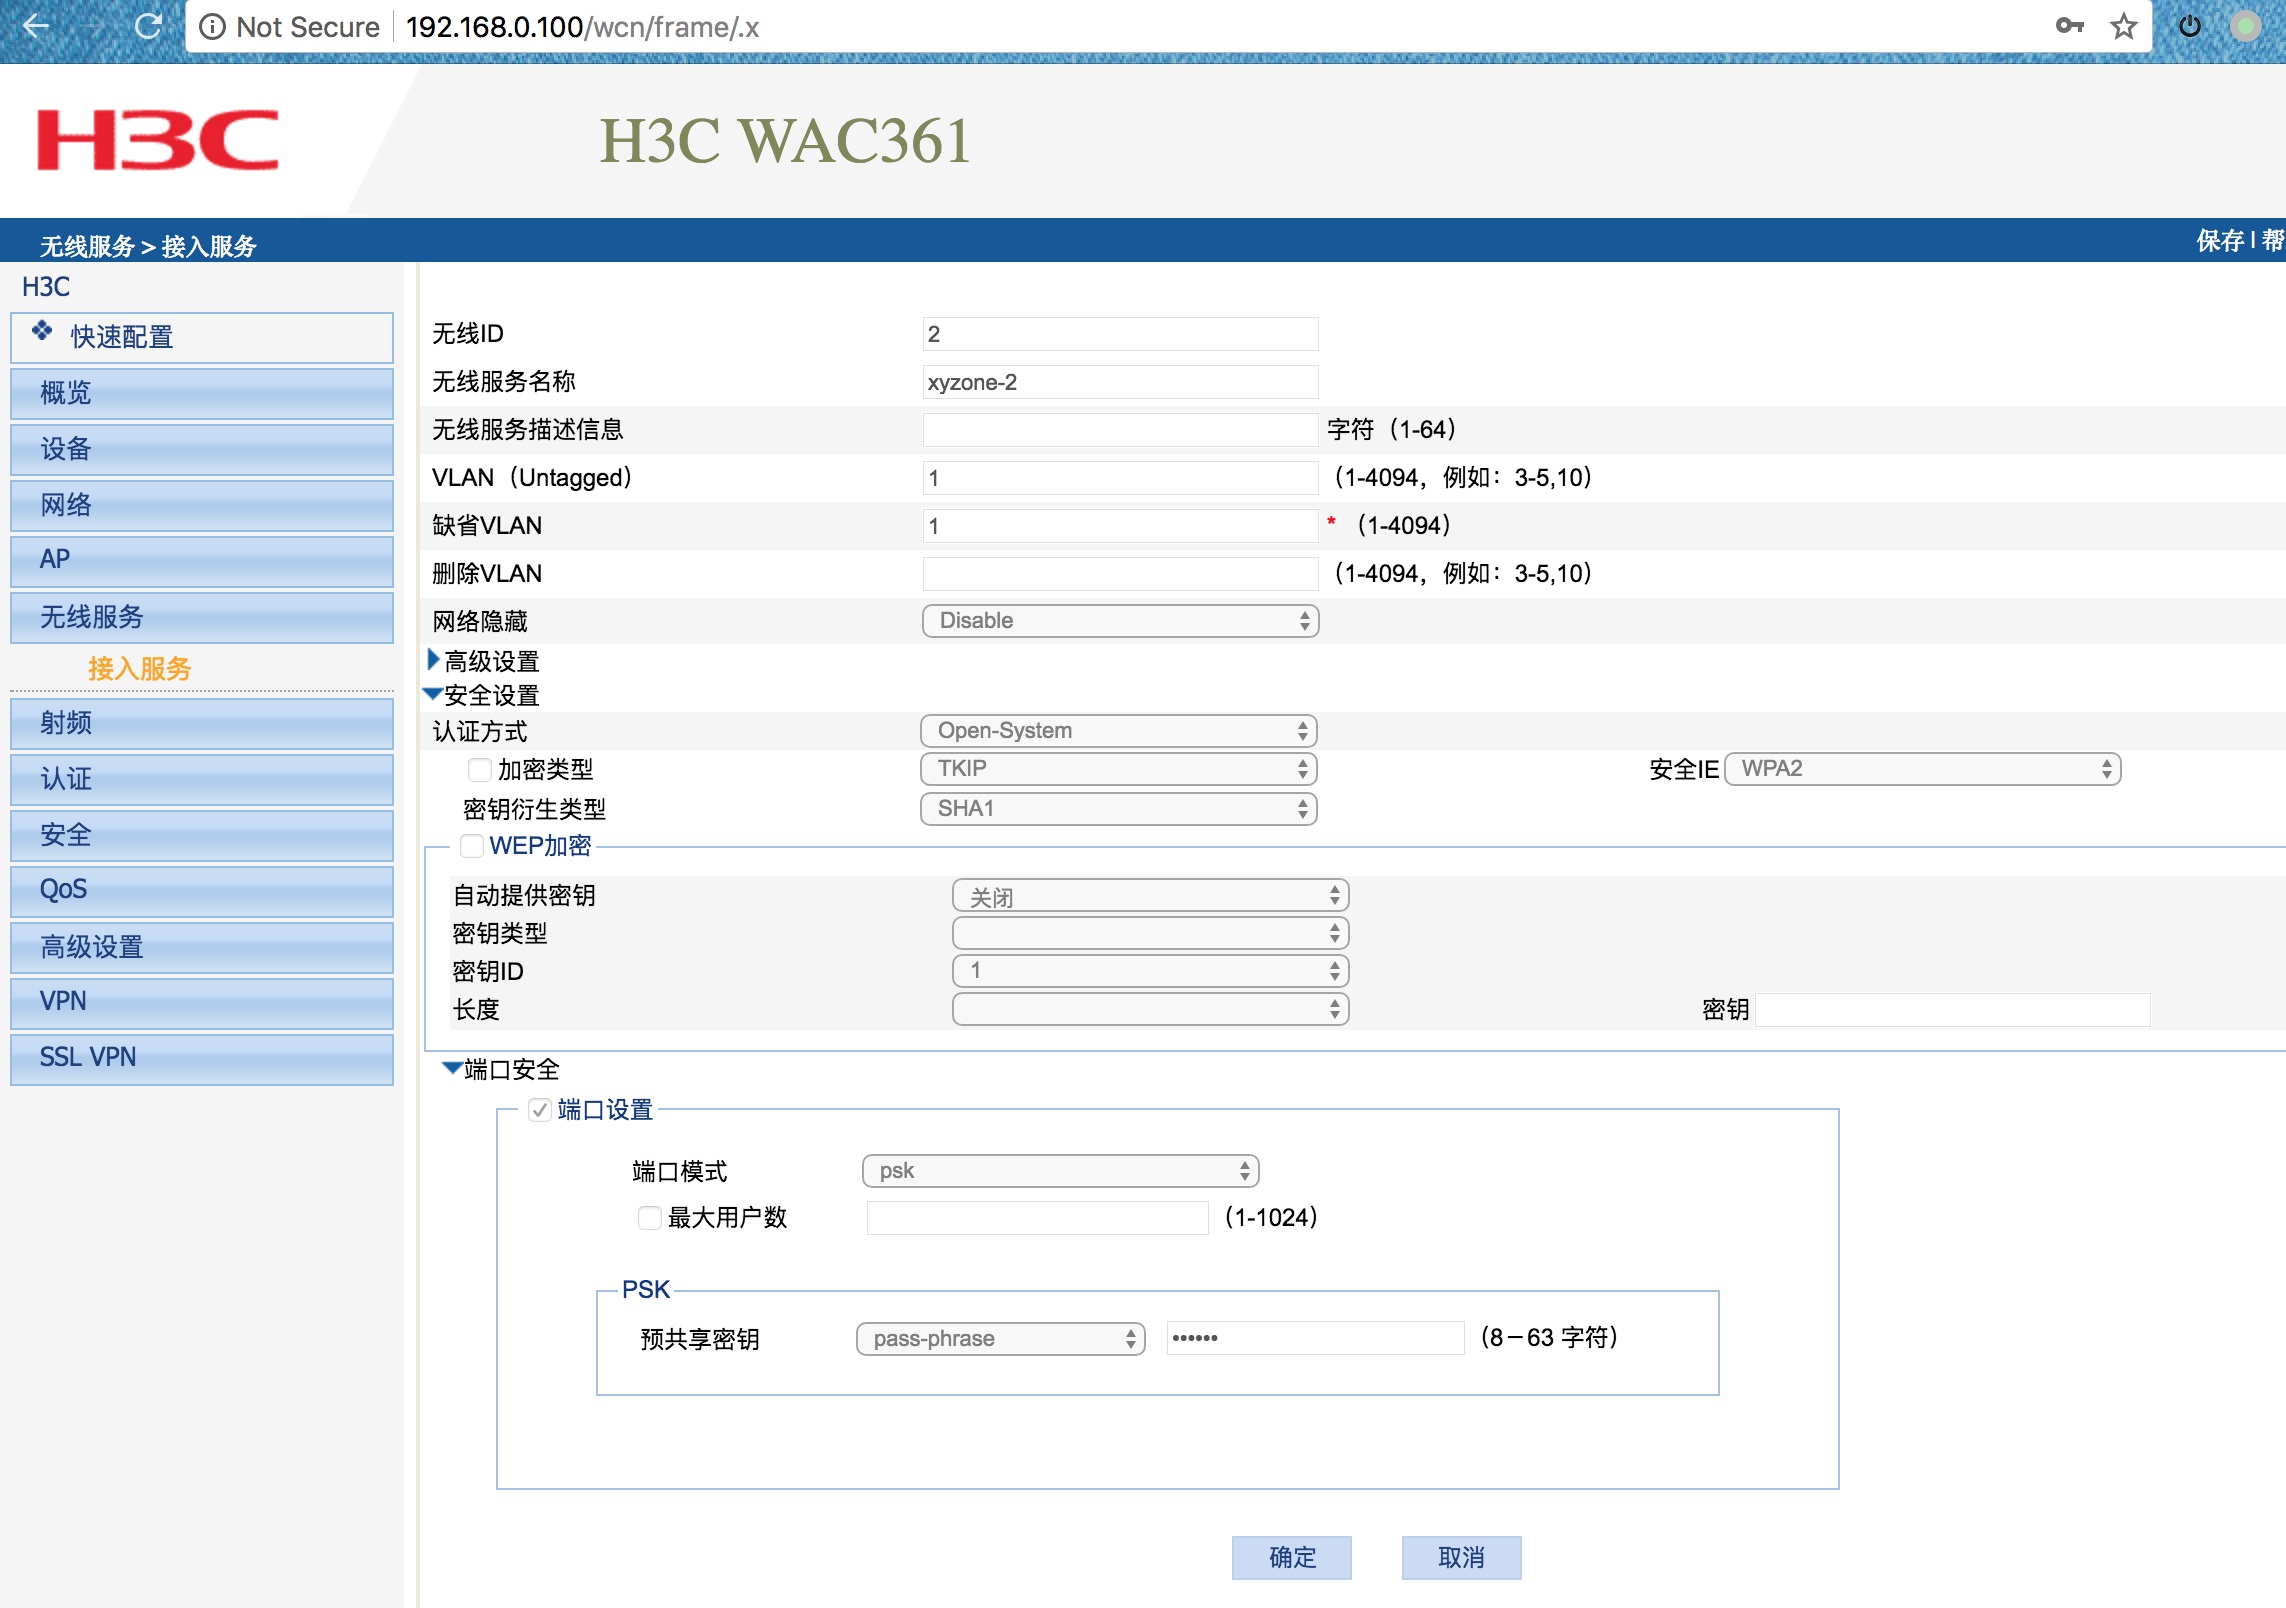 Not Secure 192.168.0.100/wcn/frame/.x
H3C
H3C WAC361
无线服务 > 接入服务
保存 | 帮
H3C
快速配置
概览
设备
网络
AP
无线服务
接入服务
射频
认证
安全
QoS
高级设置
VPN
SSL VPN
无线ID 2
无线服务名称 xyzone-2
无线服务描述信息 字符（1-64）
VLAN（Untagged） 1 （1-4094，例如：3-5,10）
缺省VLAN 1 * （1-4094）
删除VLAN （1-4094，例如：3-5,10）
网络隐藏 Disable
高级设置
安全设置
认证方式 Open-System
加密类型 TKIP 安全IE WPA2
密钥衍生类型 SHA1
WEP加密
自动提供密钥 关闭
密钥类型
密钥ID 1
长度 密钥
端口安全
端口设置
端口模式 psk
最大用户数 （1-1024）
PSK
预共享密钥 pass-phrase •••••• （8－63 字符）
确定 取消